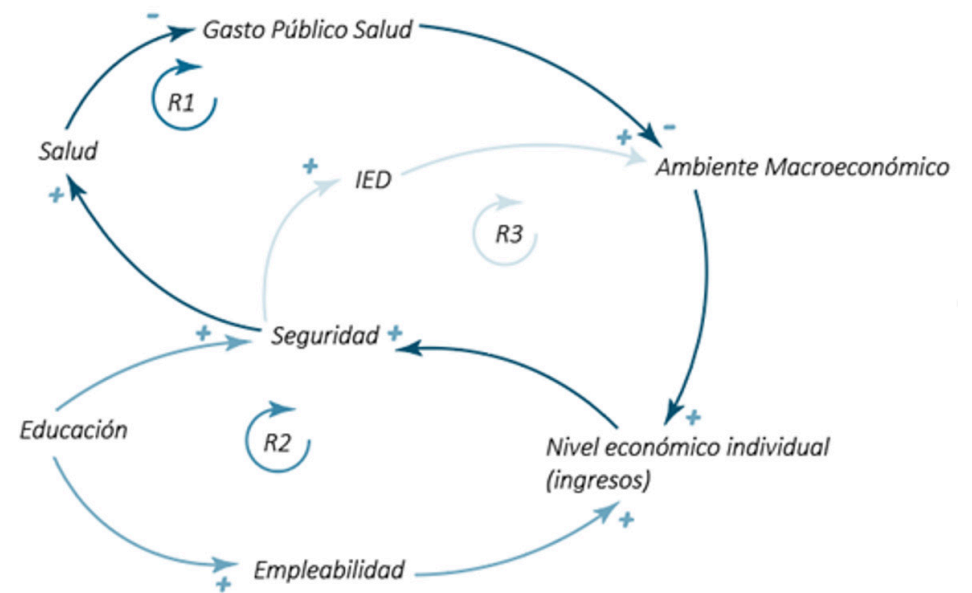 -
Gasto Público Salud
R1
+ -
Salud
+
+
IED
Ambiente Macroeconómico
R3
+
Seguridad +
+
Educación
R2
Nivel económico individual
(ingresos)
+
Empleabilidad
+